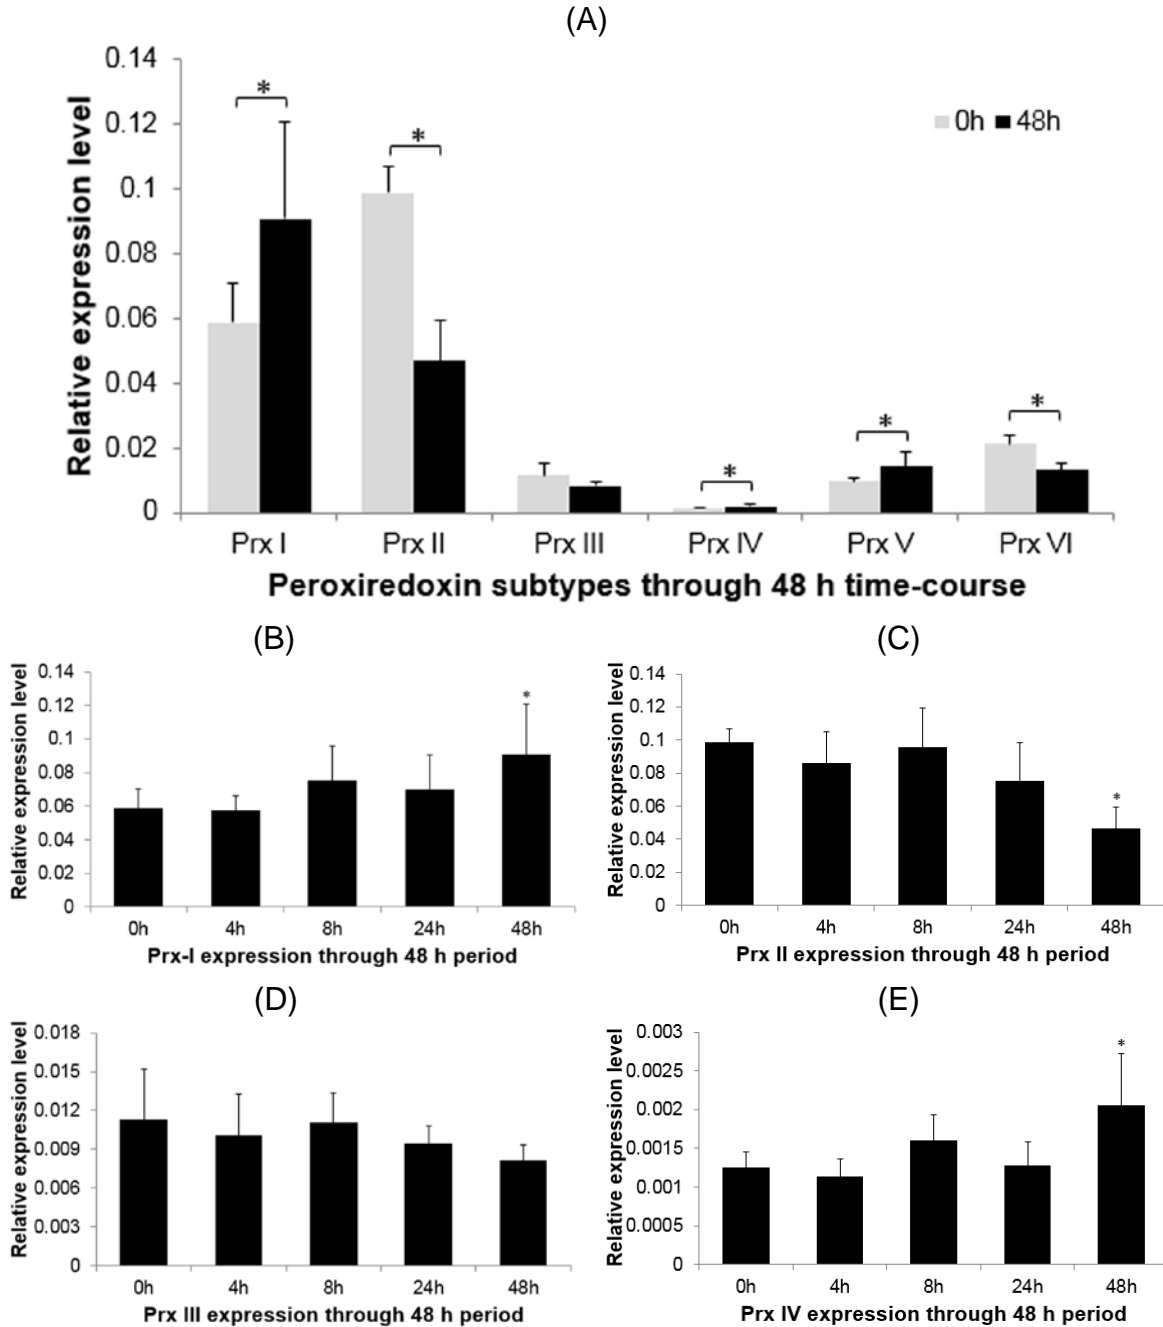 (A)
Relative expression level
0.14
0.12
0.1
0.08
0.06
0.04
0.02
0
*
*
*
*
*
0h 48h
Prx I Prx II Prx III Prx IV Prx V Prx VI
Peroxiredoxin subtypes through 48 h time-course
(B)
Relative expression level
0.14
0.12
0.1
0.08
0.06
0.04
0.02
0
*
0h 4h 8h 24h 48h
Prx-I expression through 48 h period
(C)
Relative expression level
0.14
0.12
0.1
0.08
0.06
0.04
0.02
0
*
0h 4h 8h 24h 48h
Prx II expression through 48 h period
(D)
Relative expression level
0.018
0.015
0.012
0.009
0.006
0.003
0
0h 4h 8h 24h 48h
Prx III expression through 48 h period
(E)
Relative expression level
0.003
0.0025
0.002
0.0015
0.001
0.0005
0
*
0h 4h 8h 24h 48h
Prx IV expression through 48 h period